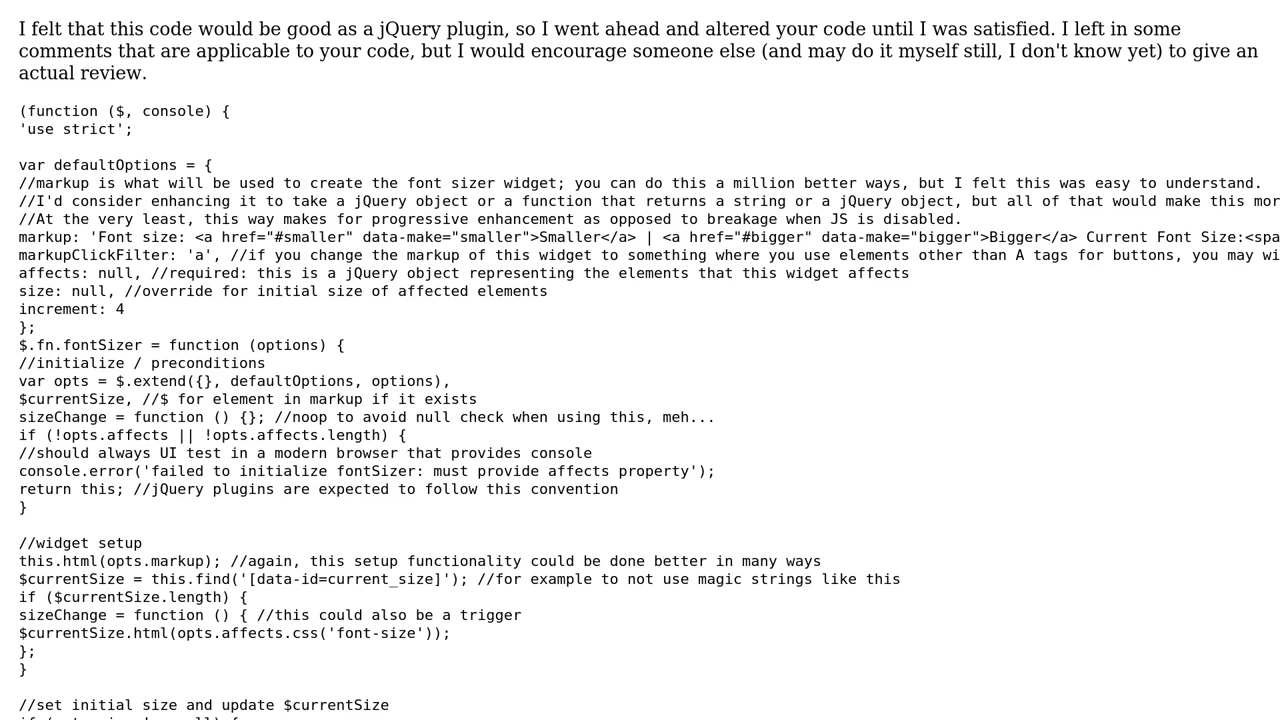 I felt that this code would be good as a jQuery plugin, so I went ahead and altered your code until I was satisfied. I left in some
comments that are applicable to your code, but I would encourage someone else (and may do it myself still, I don't know yet) to give an
actual review.
(function ($, console) {
'use strict';
var defaultOptions = {
//markup is what will be used to create the font sizer widget; you can do this a million better ways, but I felt this was easy to understand.
//I'd consider enhancing it to take a jQuery object or a function that returns a string or a jQuery object, but all of that would make this
//At the very least, this way makes for progressive enhancement as opposed to breakage when JS is disabled.
markup: 'Font size: <a href="#smaller" data-make="smaller">Smaller</a> | <a href="#bigger" data-make="bigger">Bigger</a> Current Font Size:<spa
markupClickFilter: 'a', //if you change the markup of this widget to something where you use elements other than A tags for buttons, you may
affects: null, //required: this is a jQuery object representing the elements that this widget affects
size: null, //override for initial size of affected elements
increment: 4
};
$.fn.fontSizer = function (options) {
//initialize / preconditions
var opts = $.extend({}, defaultOptions, options),
$currentSize, //$ for element in markup if it exists
sizeChange = function () {}; //noop to avoid null check when using this, meh...
if (!opts.affects || !opts.affects.length) {
//should always UI test in a modern browser that provides console
console.error('failed to initialize fontSizer: must provide affects property');
return this; //jQuery plugins are expected to follow this convention
}
//widget setup
this.html(opts.markup); //again, this setup functionality could be done better in many ways
$currentSize = this.find('[data-id=current_size]'); //for example to not use magic strings like this
if ($currentSize.length) {
sizeChange = function () { //this could also be a trigger
$currentSize.html(opts.affects.css('font-size'));
};
}
//set initial size and update $currentSize